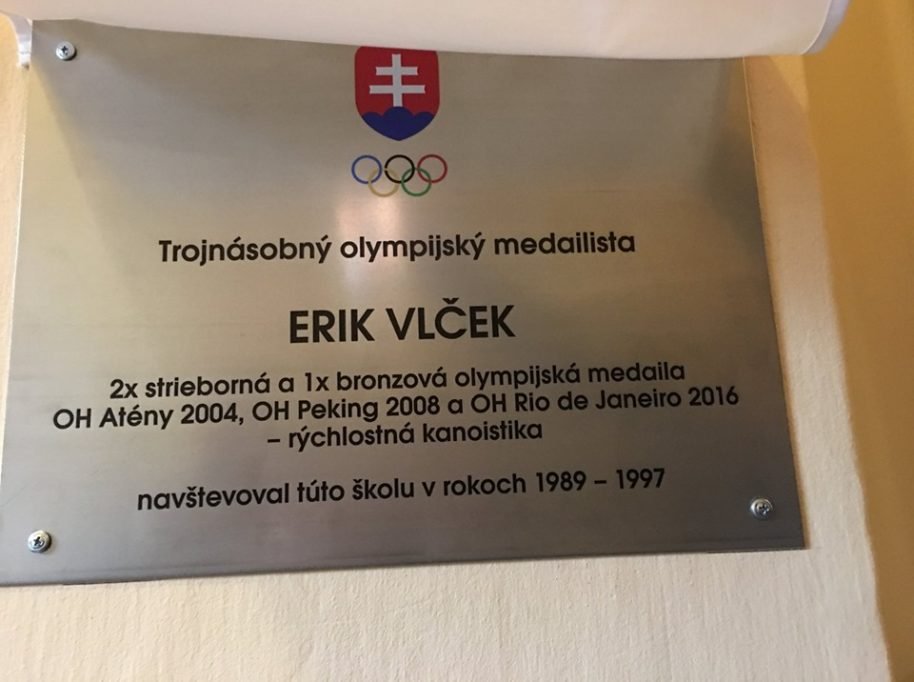 Trojnásobný olympijský medailista
ERIK VLČEK
2x strieborná a 1x bronzová olympijská medaila
OH Atény 2004, OH Peking 2008 a OH Rio de Janeiro 2016
– rýchlostná kanoistika
navštevoval túto školu v rokoch 1989 – 1997